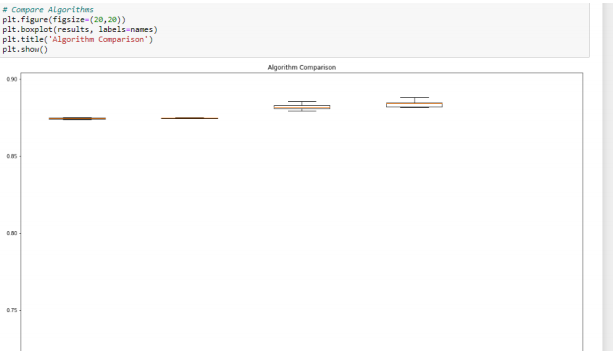 # Compare Algorithms
plt.figure(figsize=(20,20))
plt.boxplot(results, labels=names)
plt.title('Algorithm Comparison')
plt.show()
Algorithm Comparison
0.90
0.85
0.80
0.75